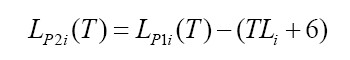 L_{P2i}(T) = L_{P1i}(T) − (TL_i + 6)